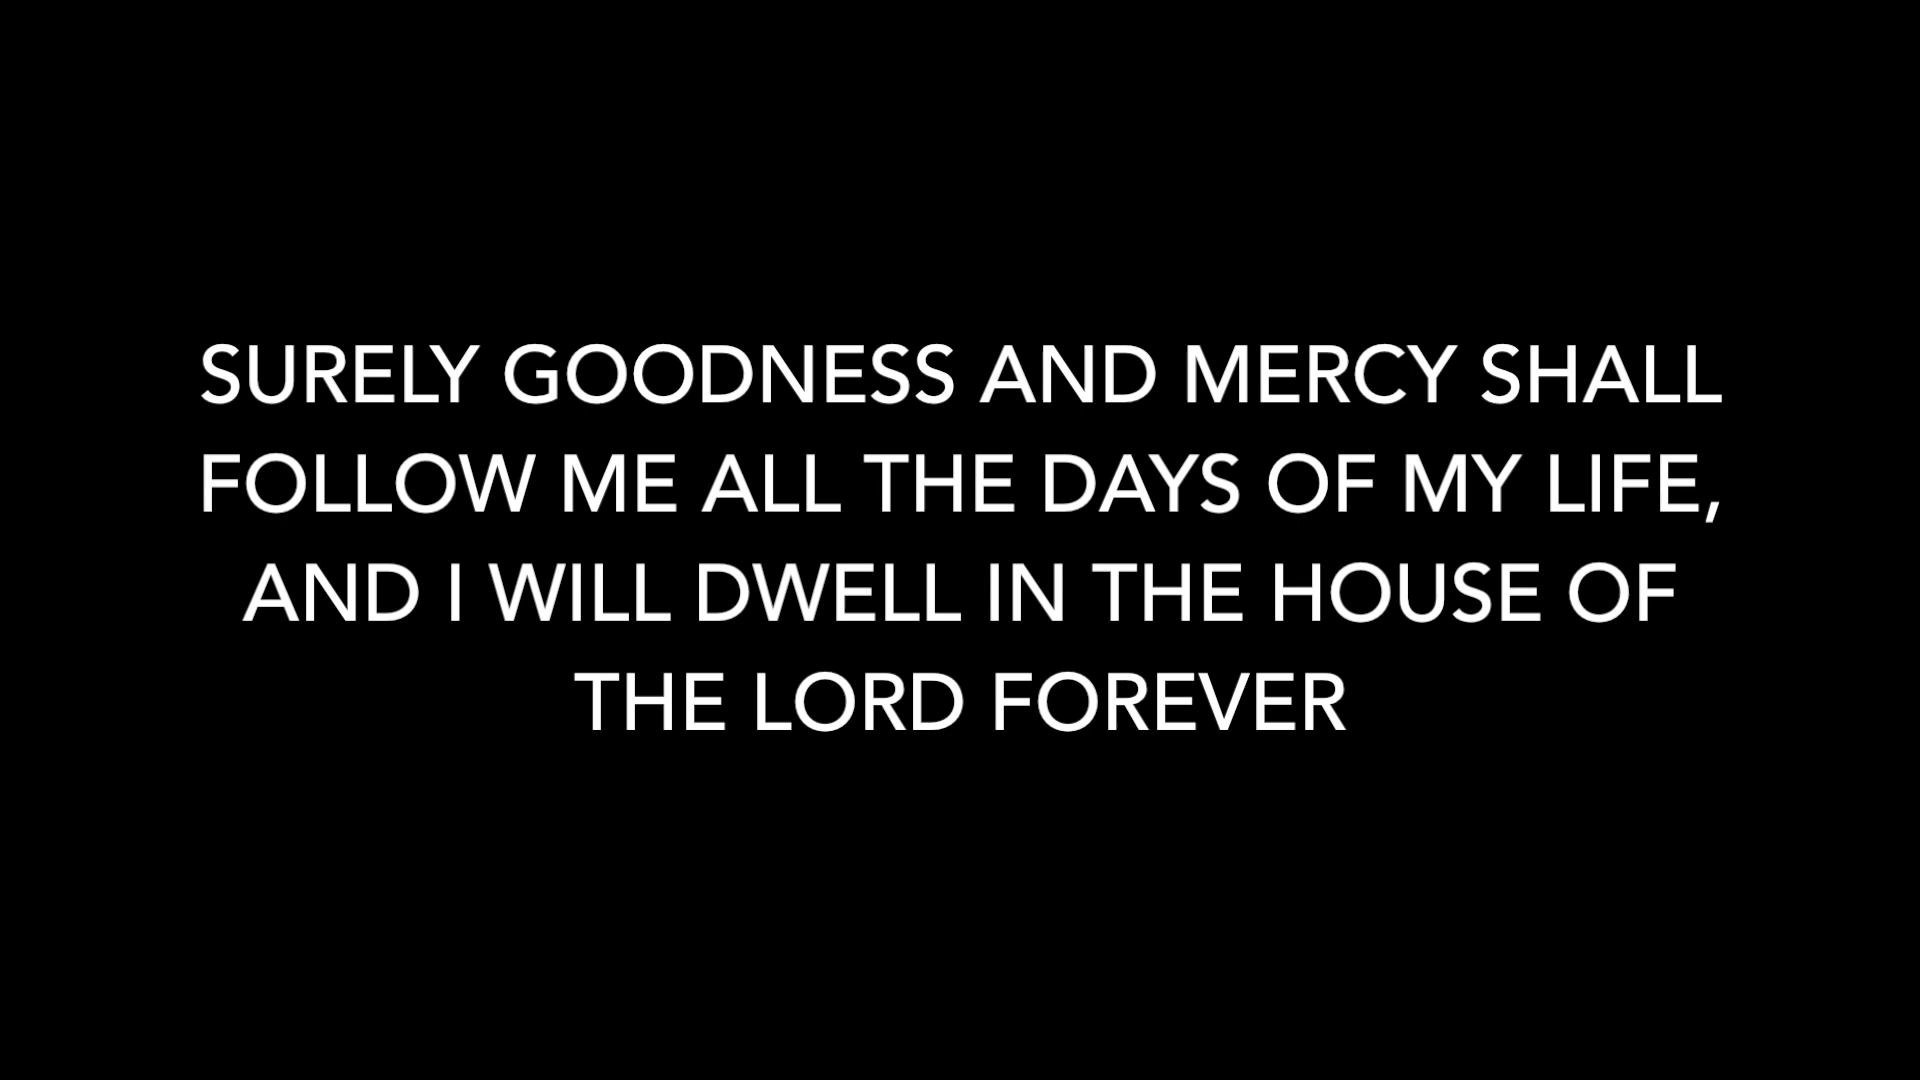 SURELY GOODNESS AND MERCY SHALL
FOLLOW ME ALL THE DAYS OF MY LIFE,
AND I WILL DWELL IN THE HOUSE OF
THE LORD FOREVER